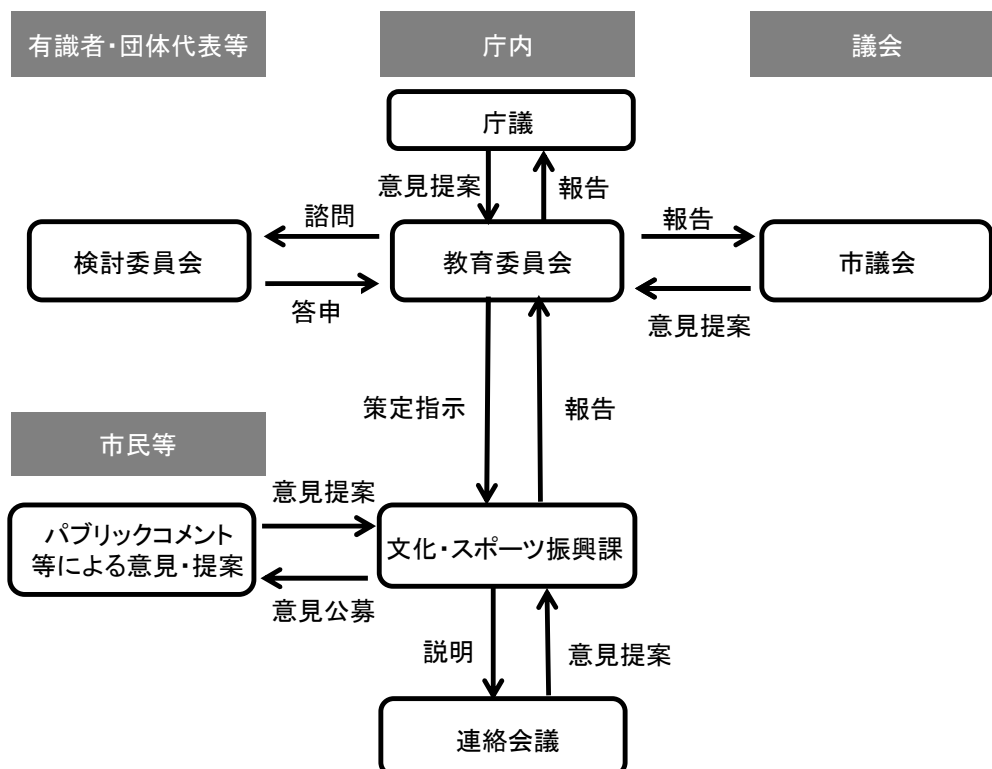 有識者・団体代表等
庁内
議会
庁議
意見提案
報告
諮問
報告
検討委員会
教育委員会
市議会
答申
意見提案
策定指示
報告
市民等
意見提案
パブリックコメント
等による意見・提案
文化・スポーツ振興課
意見公募
説明
意見提案
連絡会議